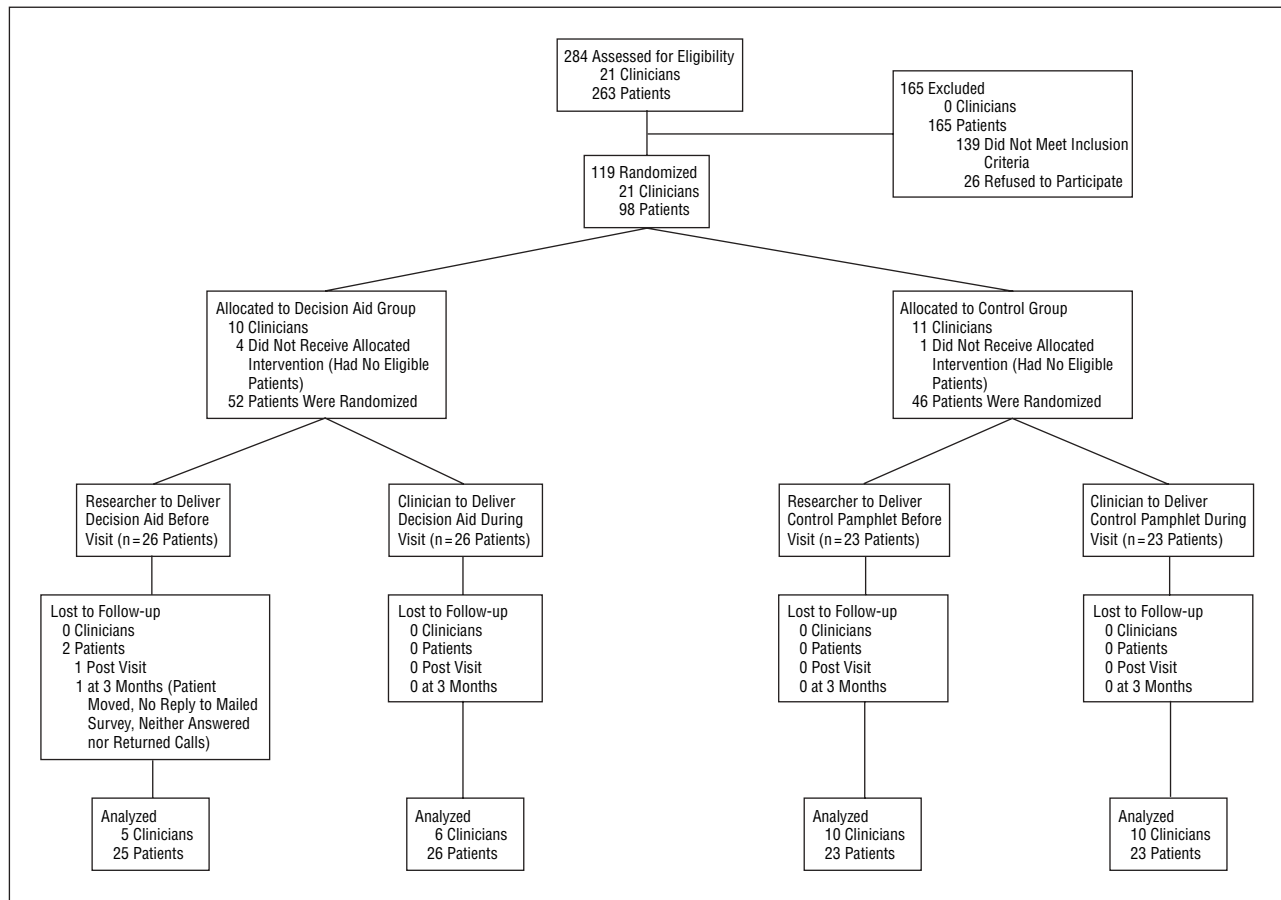 284 Assessed for Eligibility
21 Clinicians
263 Patients
165 Excluded
0 Clinicians
165 Patients
139 Did Not Meet Inclusion
Criteria
26 Refused to Participate
119 Randomized
21 Clinicians
98 Patients
Allocated to Decision Aid Group
10 Clinicians
4 Did Not Receive Allocated
Intervention (Had No Eligible
Patients)
52 Patients Were Randomized
Allocated to Control Group
11 Clinicians
1 Did Not Receive Allocated
Intervention (Had No Eligible
Patients)
46 Patients Were Randomized
Researcher to Deliver
Decision Aid Before
Visit (n=26 Patients)
Clinician to Deliver
Decision Aid During
Visit (n=26 Patients)
Researcher to Deliver
Control Pamphlet Before
Visit (n=23 Patients)
Clinician to Deliver
Control Pamphlet During
Visit (n=23 Patients)
Lost to Follow-up
0 Clinicians
2 Patients
1 Post Visit
1 at 3 Months (Patient
Moved, No Reply to Mailed
Survey, Neither Answered
nor Returned Calls)
Lost to Follow-up
0 Clinicians
0 Patients
0 Post Visit
0 at 3 Months
Lost to Follow-up
0 Clinicians
0 Patients
0 Post Visit
0 at 3 Months
Lost to Follow-up
0 Clinicians
0 Patients
0 Post Visit
0 at 3 Months
Analyzed
5 Clinicians
25 Patients
Analyzed
6 Clinicians
26 Patients
Analyzed
10 Clinicians
23 Patients
Analyzed
10 Clinicians
23 Patients